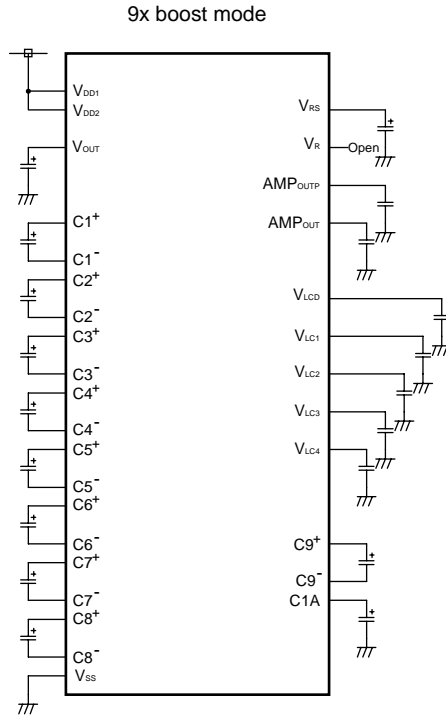 9x boost mode
VDD1
VDD2
VOUT
C1+
C1-
C2+
C2-
C3+
C3-
C4+
C4-
C5+
C5-
C6+
C6-
C7+
C7-
C8+
C8-
VSS
VRS
VR
Open
AMPOUTP
AMPOUT
VLCD
VLC1
VLC2
VLC3
VLC4
C9+
C9-
C1A